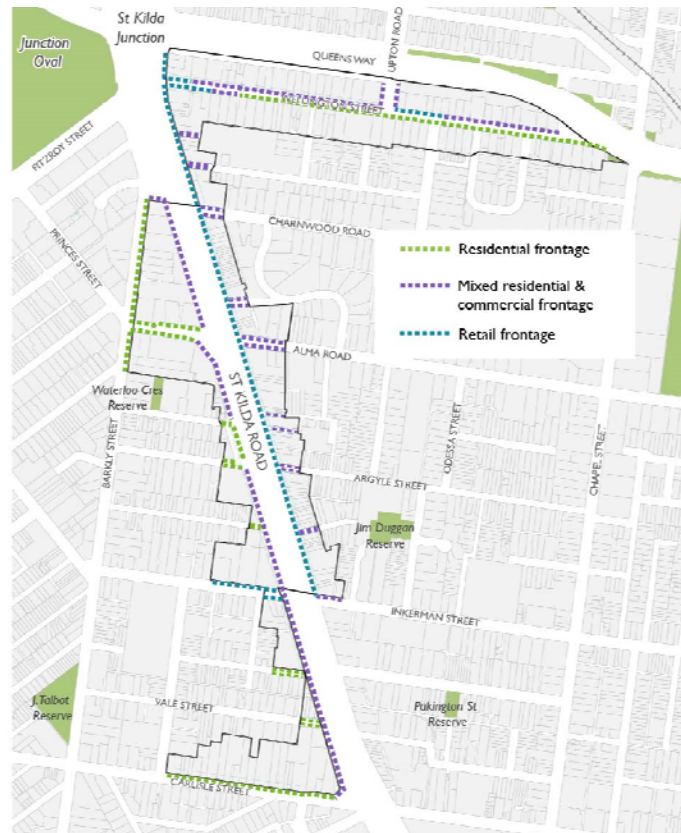 St Kilda
Junction
Junction
Oval
QUEENS WAY
UPTON ROAD
WELLINGTON STREET
FITZROY STREET
PRINCES STREET
CHARNWOOD ROAD
Residential frontage
Mixed residential &
commercial frontage
Retail frontage
ALMA ROAD
Waterloo Cres
Reserve
ST KILDA ROAD
BARKLY STREET
ODESSA STREET
CHAPEL STREET
ARGYLE STREET
Jim Duggan
Reserve
INKERMAN STREET
J.Talbot
Reserve
VALE STREET
Pakington St
Reserve
CARLISLE STREET